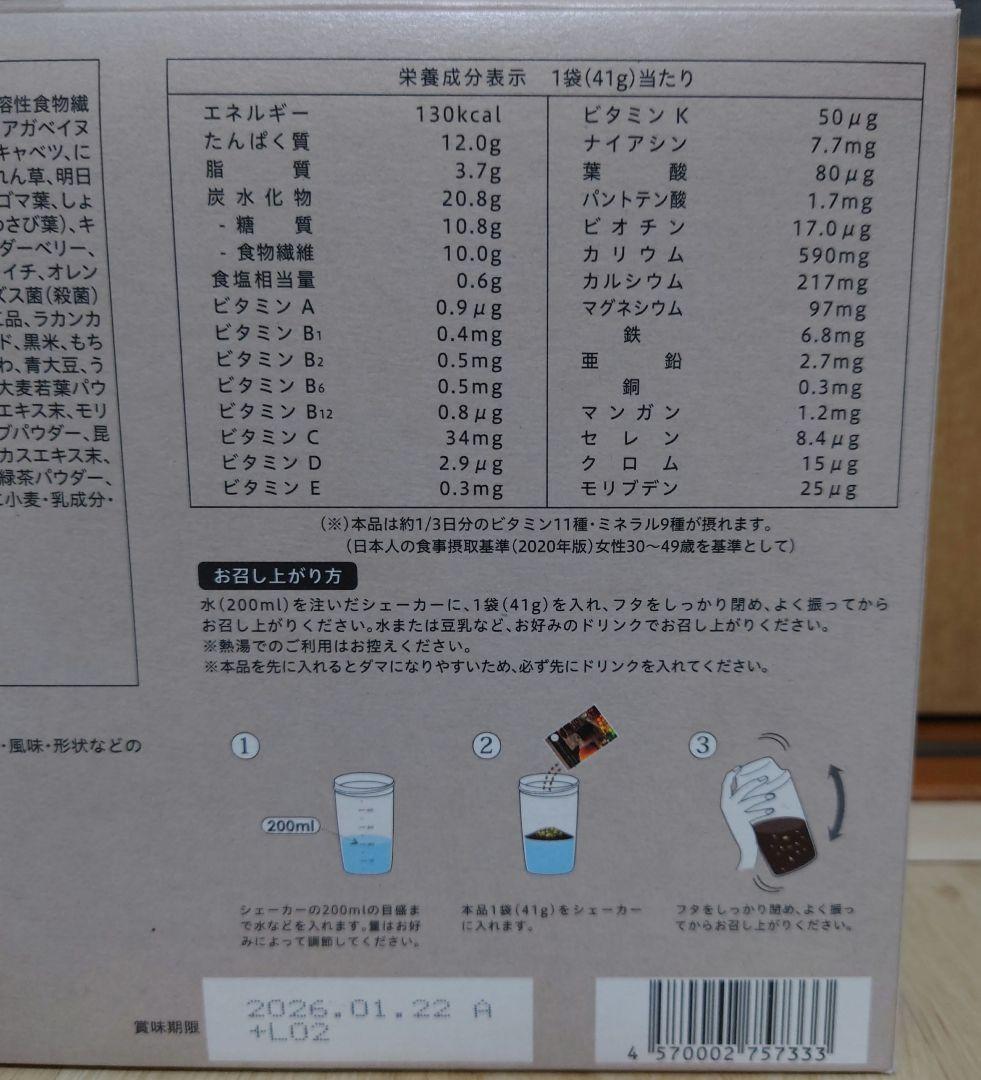 容性食物繊
アガベイヌ
キャベツ、に
れん草、明日
ゴマ葉、しょ
わさび葉)、キ
ダーベリー、
イチ、オレン
ズス菌(殺菌)
工品、ラカンカ
ド、黒米、もち
わ、青大豆、う
大麦若葉パウ
エキス末、モリ
ブパウダー、昆
カスエキス末、
緑茶パウダー、
に小麦・乳成分・
・風味・形状などの
栄養成分表示 1袋(41g)当たり
エネルギー 130kcal
たんぱく質 12.0g
脂質 3.7g
炭水化物 20.8g
- 糖質 10.8g
- 食物繊維 10.0g
食塩相当量 0.6g
ビタミン A 0.9μg
ビタミン B1 0.4mg
ビタミン B2 0.5mg
ビタミン B6 0.5mg
ビタミン B12 0.8μg
ビタミン C 34mg
ビタミン D 2.9μg
ビタミン E 0.3mg
ビタミン K 50μg
ナイアシン 7.7mg
葉酸 80μg
パントテン酸 1.7mg
ビオチン 17.0μg
カリウム 590mg
カルシウム 217mg
マグネシウム 97mg
鉄 6.8mg
亜鉛 2.7mg
銅 0.3mg
マンガン 1.2mg
セレン 8.4μg
クロム 15μg
モリブデン 25μg
(※)本品は約1/3日分のビタミン11種・ミネラル9種が摂れます。
(日本人の食事摂取基準(2020年版)女性30〜49歳を基準として)
お召し上がり方
水(200ml)を注いだシェーカーに、1袋(41g)を入れ、フタをしっかり閉め、よく振ってから
お召し上がりください。水または豆乳など、お好みのドリンクでお召し上がりください。
※熱湯でのご利用はお控えください。
※本品を先に入れるとダマになりやすいため、必ず先にドリンクを入れてください。
1
200ml
シェーカーの200mlの目盛ま
で水などを入れます。量はお好
みによって調節してください。
2
本品1袋(41g)をシェーカー
に入れます。
3
フタをしっかり閉め、よく振っ
てからお召し上がりください。
賞味期限
2026.01.22 A
+L02
4 570002 757333